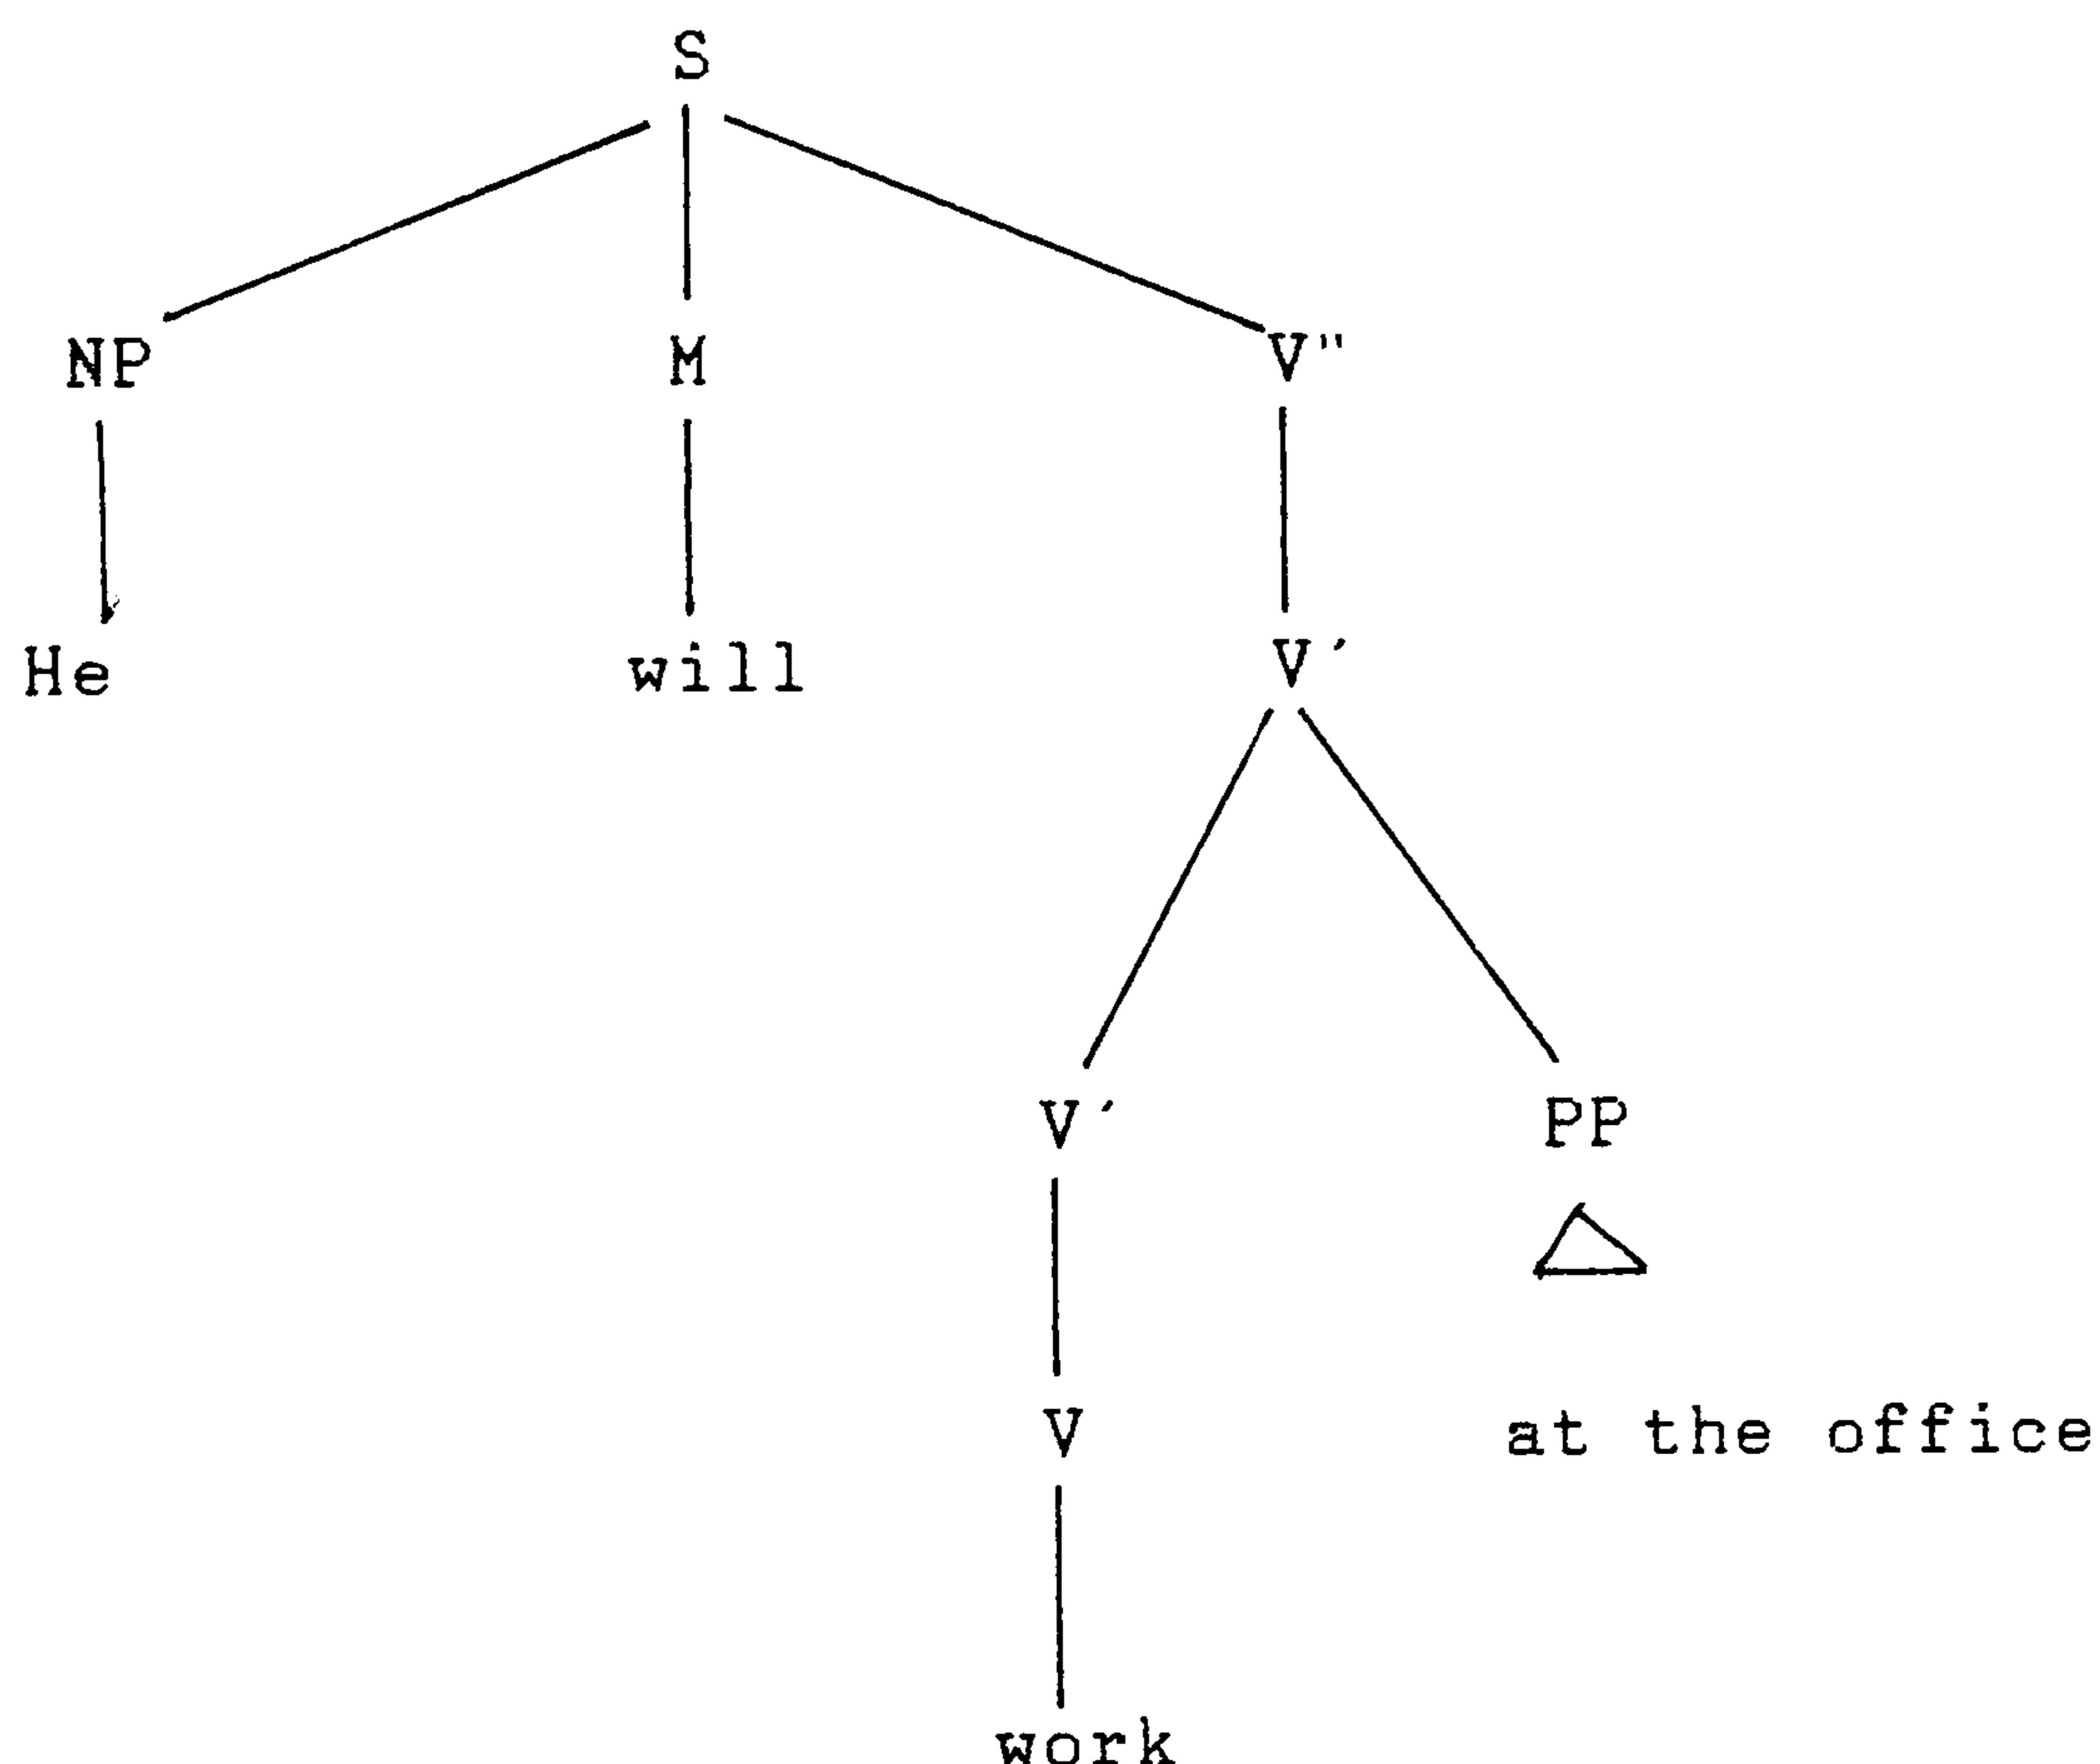 S
NP M V"
He will V′
V′ PP
V at the office
work